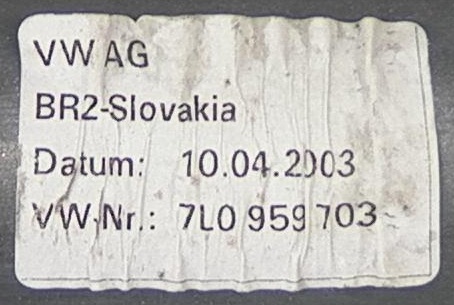 VW AG
BR2-Slovakia
Datum: 10.04.2003
VW-Nr.: 7L0 959 703